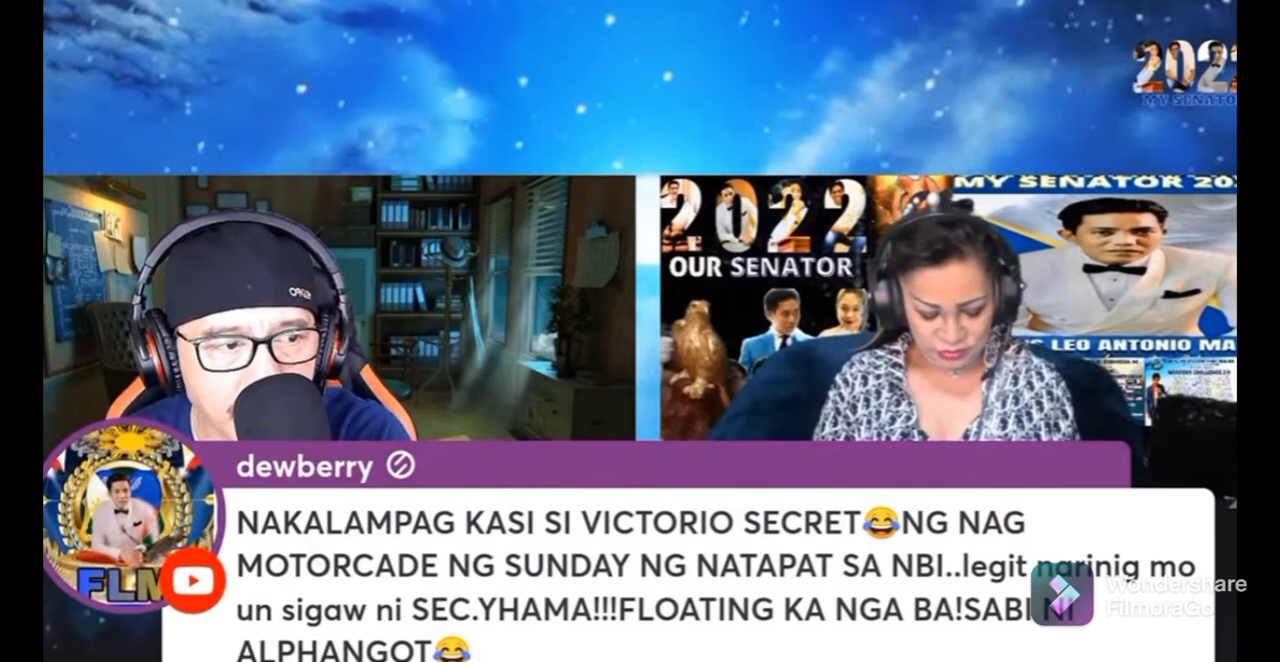 2022
MY SENATO
2022
OUR SENATOR
MY SENATOR 20
LEO ANTONIO MA
dewberry
NAKALAMPAG KASI SI VICTORIO SECRET😂NG NAG
MOTORCADE NG SUNDAY NG NATAPAT SA NBI..legit narinig mo
un sigaw ni SEC.YHAMA!!!FLOATING KA NGA BA!SABI NI
ALPHANGOT😂
FLM
Wondershare
FilmoraGo